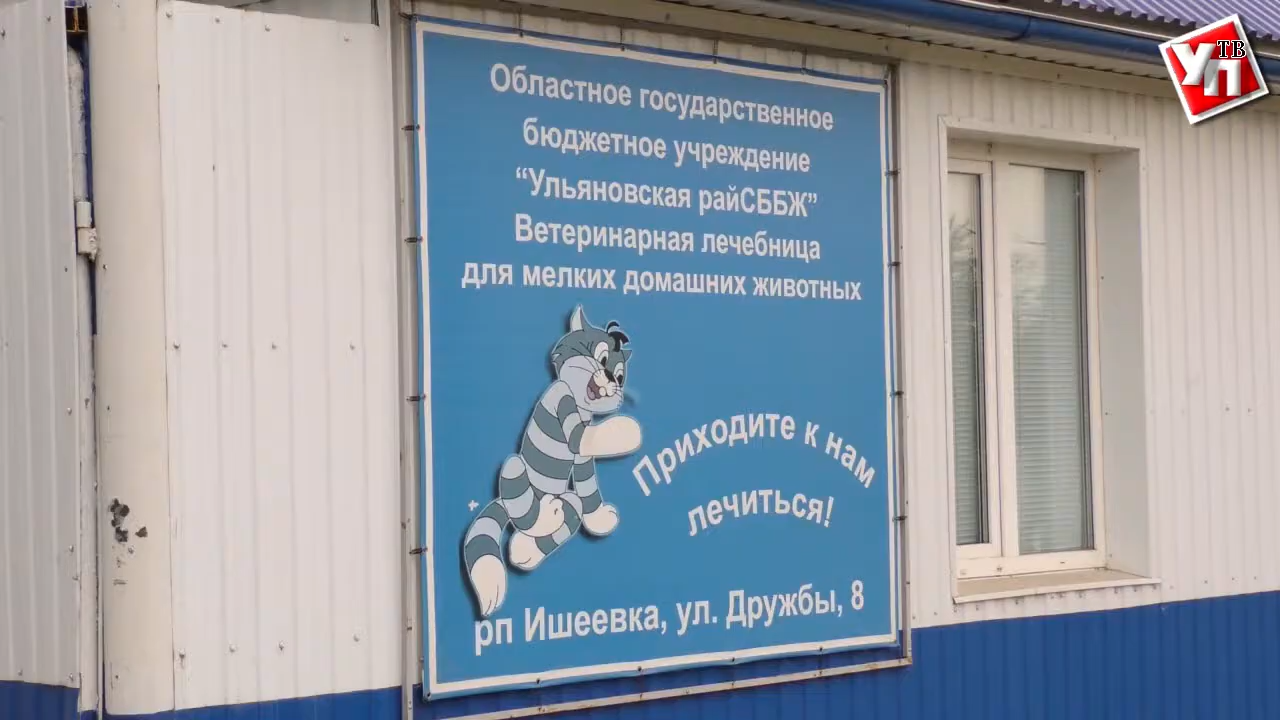 Областное государственное
бюджетное учреждение
“Ульяновская райСББЖ”
Ветеринарная лечебница
для мелких домашних животных
Приходите к нам
лечиться!
рп Ишеевка, ул. Дружбы, 8
УП ТВ